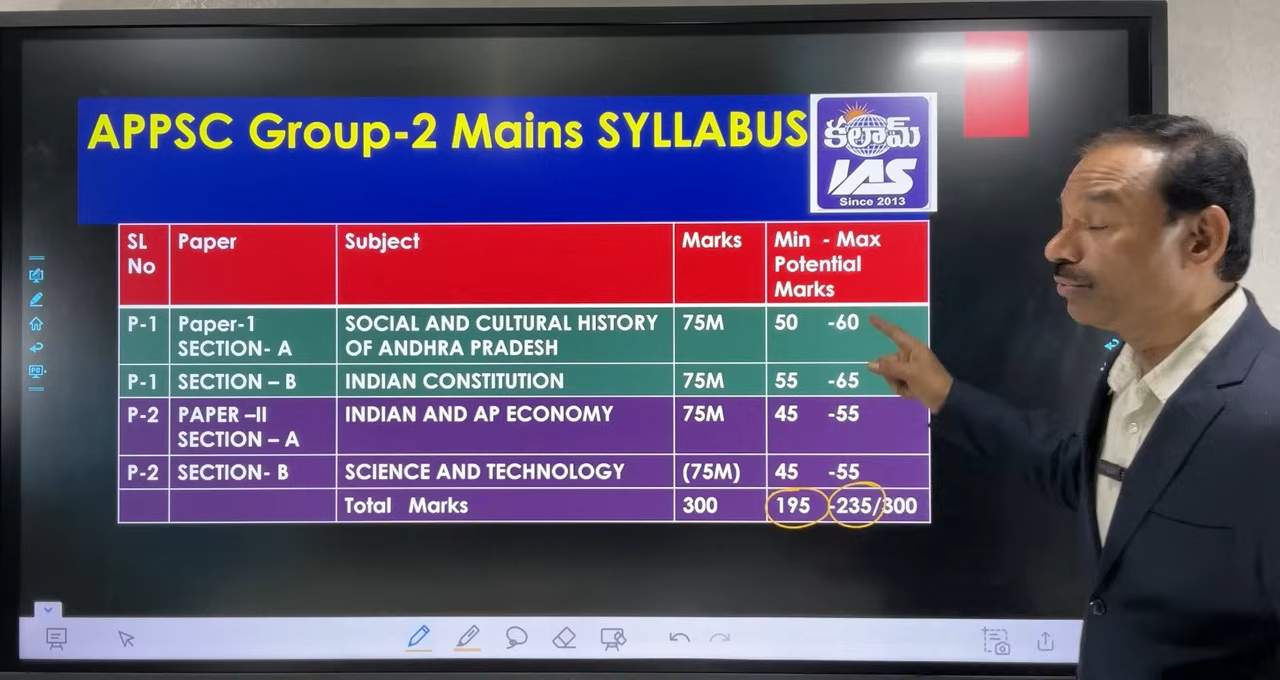 APPSC Group-2 Mains SYLLABUS
కలామ్
IAS
Since 2013
SL No Paper Subject Marks Min - Max Potential Marks
P-1 Paper-1 SECTION- A SOCIAL AND CULTURAL HISTORY OF ANDHRA PRADESH 75M 50 -60
P-1 SECTION – B INDIAN CONSTITUTION 75M 55 -65
P-2 PAPER –II SECTION – A INDIAN AND AP ECONOMY 75M 45 -55
P-2 SECTION- B SCIENCE AND TECHNOLOGY (75M) 45 -55
Total Marks 300 195 -235/300